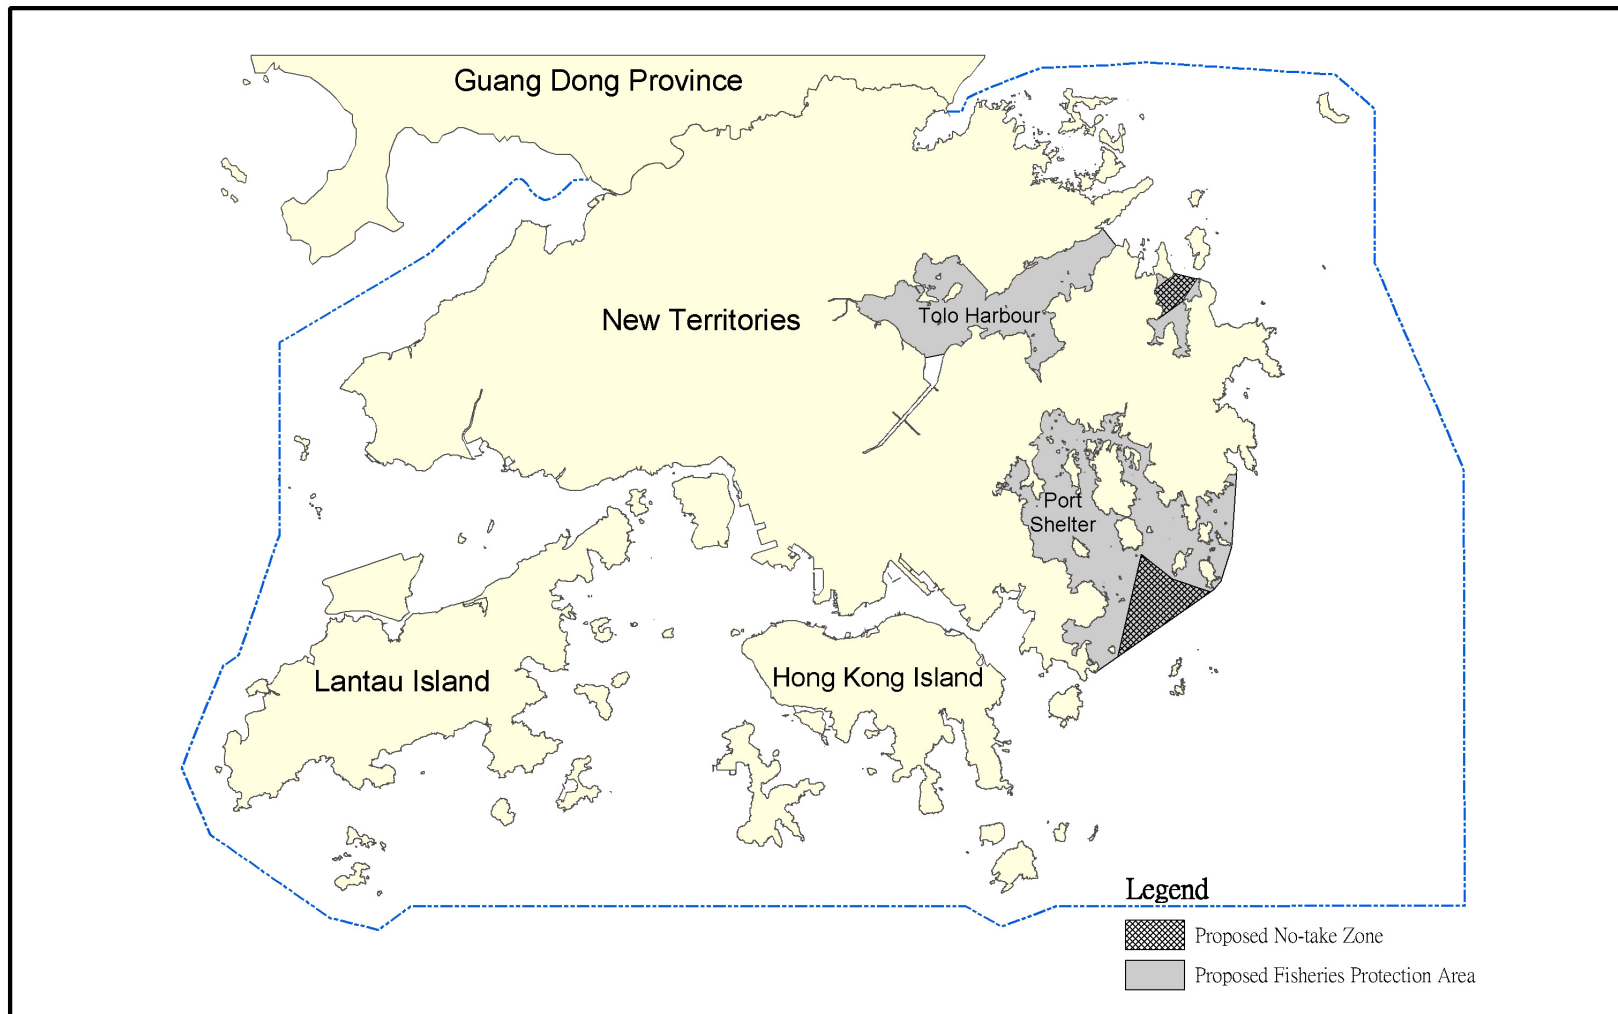 Guang Dong Province
New Territories
Tolo Harbour
Port
Shelter
Lantau Island
Hong Kong Island
Legend
Proposed No-take Zone
Proposed Fisheries Protection Area